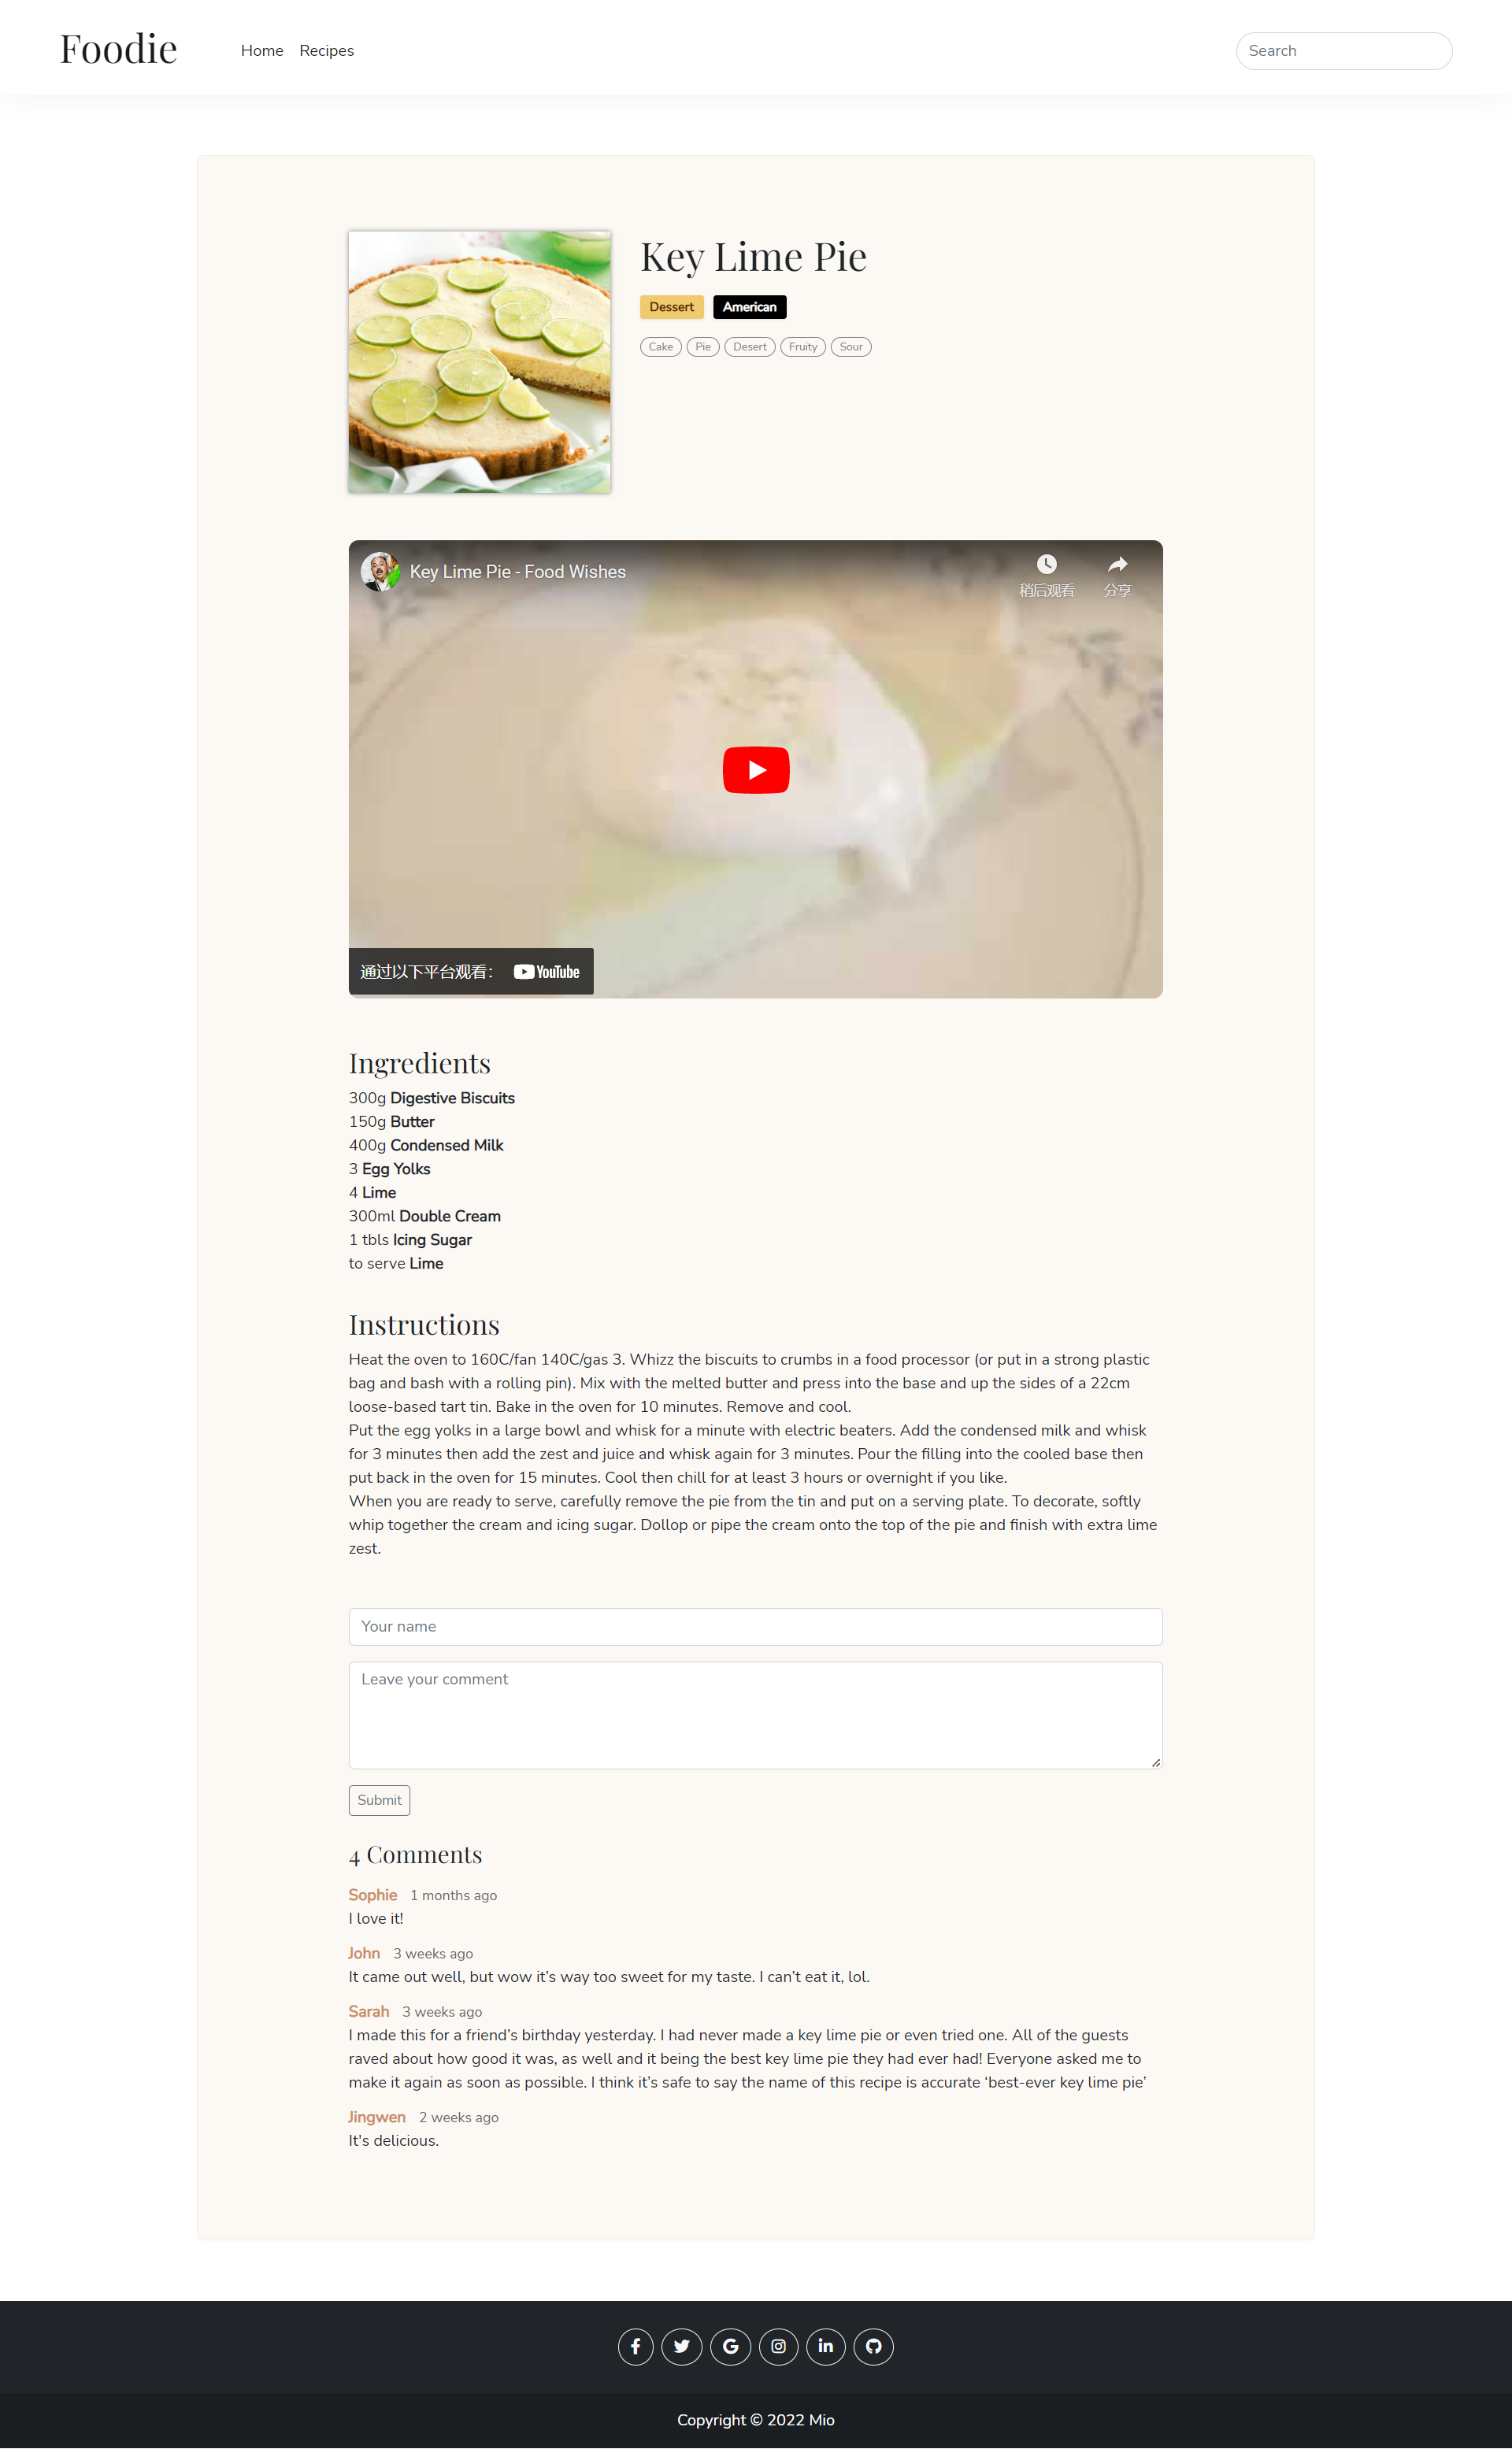 Foodie
Home Recipes
Search
Key Lime Pie
Dessert American
Cake Pie Desert Fruity Sour
Key Lime Pie - Food Wishes
稍后观看 分享
通过以下平台观看： YouTube
Ingredients
300g Digestive Biscuits
150g Butter
400g Condensed Milk
3 Egg Yolks
4 Lime
300ml Double Cream
1 tbls Icing Sugar
to serve Lime
Instructions
Heat the oven to 160C/fan 140C/gas 3. Whizz the biscuits to crumbs in a food processor (or put in a strong plastic
bag and bash with a rolling pin). Mix with the melted butter and press into the base and up the sides of a 22cm
loose-based tart tin. Bake in the oven for 10 minutes. Remove and cool.
Put the egg yolks in a large bowl and whisk for a minute with electric beaters. Add the condensed milk and whisk
for 3 minutes then add the zest and juice and whisk again for 3 minutes. Pour the filling into the cooled base then
put back in the oven for 15 minutes. Cool then chill for at least 3 hours or overnight if you like.
When you are ready to serve, carefully remove the pie from the tin and put on a serving plate. To decorate, softly
whip together the cream and icing sugar. Dollop or pipe the cream onto the top of the pie and finish with extra lime
zest.
Your name
Leave your comment
Submit
4 Comments
Sophie 1 months ago
I love it!
John 3 weeks ago
It came out well, but wow it’s way too sweet for my taste. I can’t eat it, lol.
Sarah 3 weeks ago
I made this for a friend’s birthday yesterday. I had never made a key lime pie or even tried one. All of the guests
raved about how good it was, as well and it being the best key lime pie they had ever had! Everyone asked me to
make it again as soon as possible. I think it’s safe to say the name of this recipe is accurate ‘best-ever key lime pie’
Jingwen 2 weeks ago
It's delicious.
Copyright © 2022 Mio